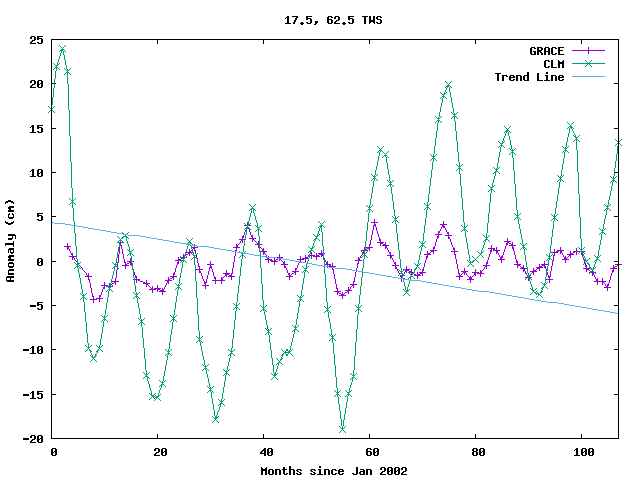 17.5, 62.5 TWS
GRACE
CLM
Trend Line
25
20
15
10
5
0
-5
-10
-15
-20
Anomaly (cm)
0 20 40 60 80 100
Months since Jan 2002